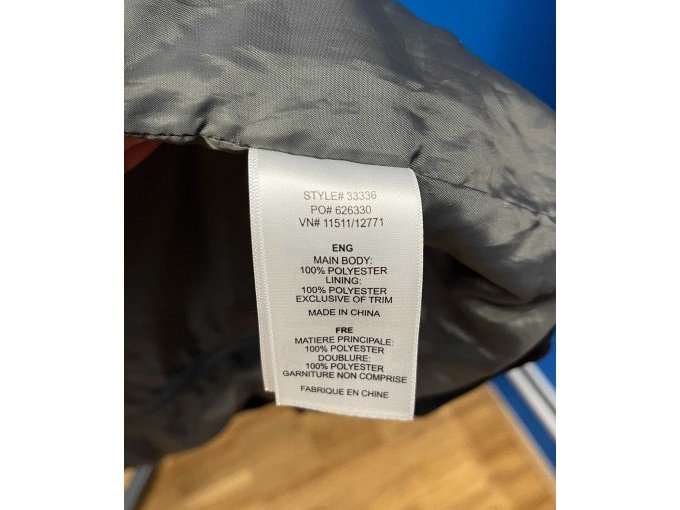 STYLE# 33336
PO# 626330
VN# 11511/12771
ENG
MAIN BODY:
100% POLYESTER
LINING:
100% POLYESTER
EXCLUSIVE OF TRIM
MADE IN CHINA
FRE
MATIERE PRINCIPALE:
100% POLYESTER
DOUBLURE:
100% POLYESTER
GARNITURE NON COMPRISE
FABRIQUE EN CHINE